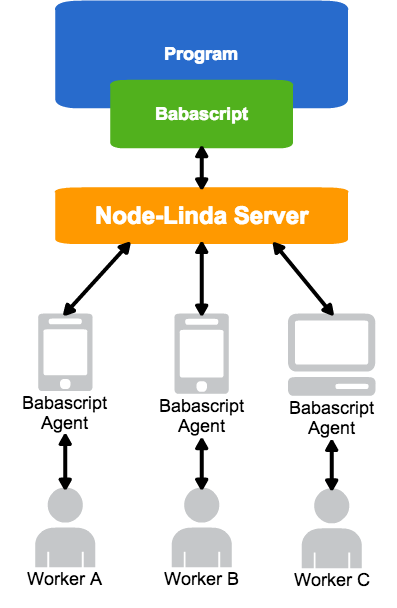 Program
Babascript
Node-Linda Server
Babascript
Agent
Babascript
Agent
Babascript
Agent
Worker A
Worker B
Worker C